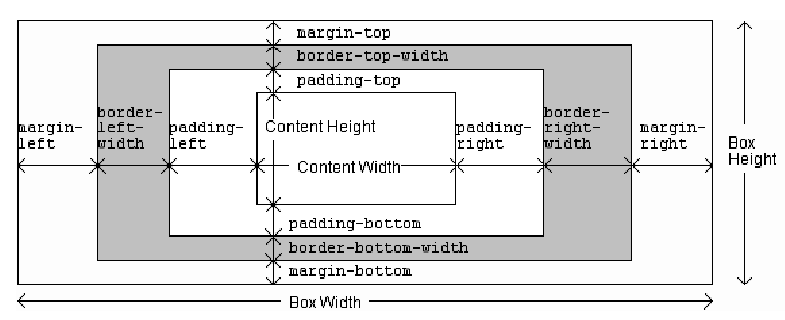 margin-top
border-top-width
padding-top
margin-
left
border-
left-
width
padding-
left
Content Height
Content Width
padding-
right
border-
right-
width
margin-
right
Box
Height
padding-bottom
border-bottom-width
margin-bottom
Box Width